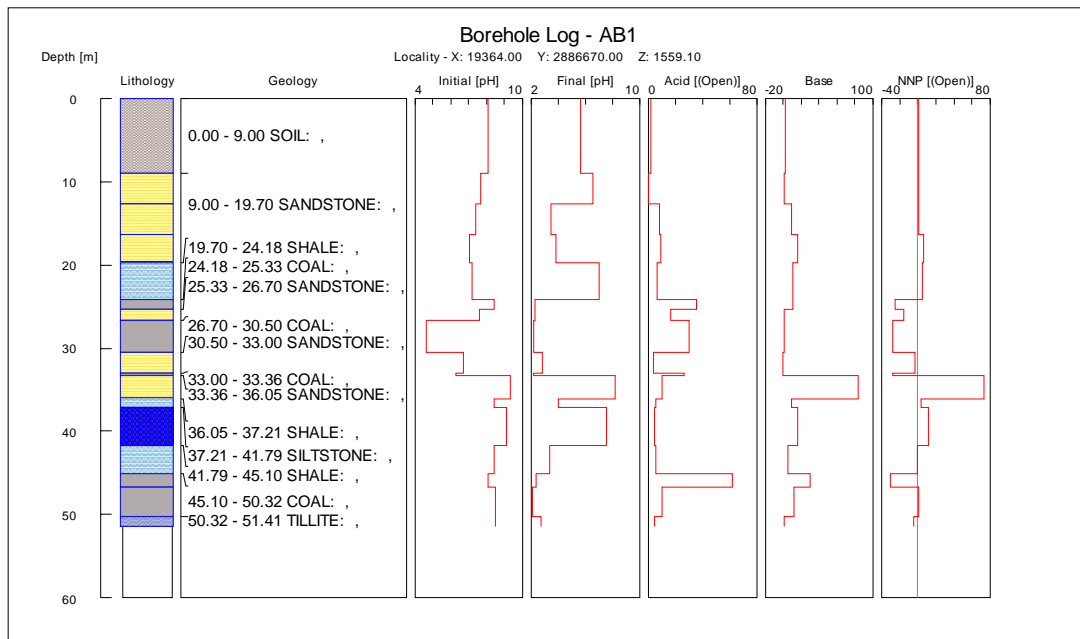 Borehole Log - AB1
Depth [m]
Locality - X: 19364.00 Y: 2886670.00 Z: 1559.10
Lithology Geology Initial [pH] Final [pH] Acid [(Open)] Base NNP [(Open)]
4 10 2 10 0 80 -20 100 -40 80
0
0.00 - 9.00 SOIL: ,
10
9.00 - 19.70 SANDSTONE: ,
19.70 - 24.18 SHALE: ,
20
24.18 - 25.33 COAL: ,
25.33 - 26.70 SANDSTONE: ,
26.70 - 30.50 COAL: ,
30
30.50 - 33.00 SANDSTONE: ,
33.00 - 33.36 COAL: ,
33.36 - 36.05 SANDSTONE: ,
40
36.05 - 37.21 SHALE: ,
37.21 - 41.79 SILTSTONE: ,
41.79 - 45.10 SHALE: ,
45.10 - 50.32 COAL: ,
50
50.32 - 51.41 TILLITE: ,
60